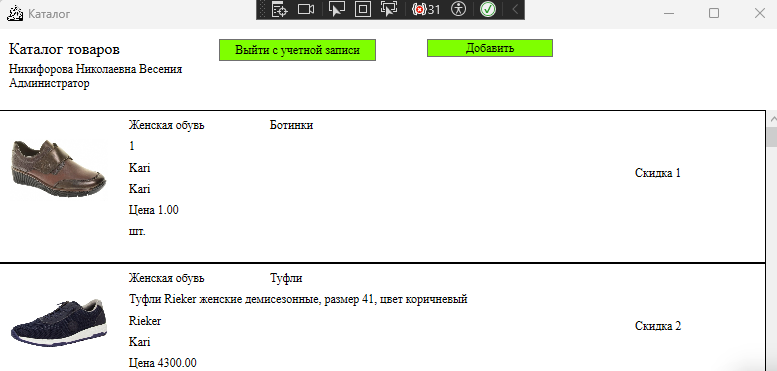 Каталог
31
Каталог товаров
Выйти с учетной записи
Добавить
Никифорова Николаевна Весения
Администратор
Женская обувь Ботинки
1
Kari
Kari
Цена 1.00
шт.
Скидка 1
Женская обувь Туфли
Туфли Rieker женские демисезонные, размер 41, цвет коричневый
Rieker
Kari
Цена 4300.00
Скидка 2